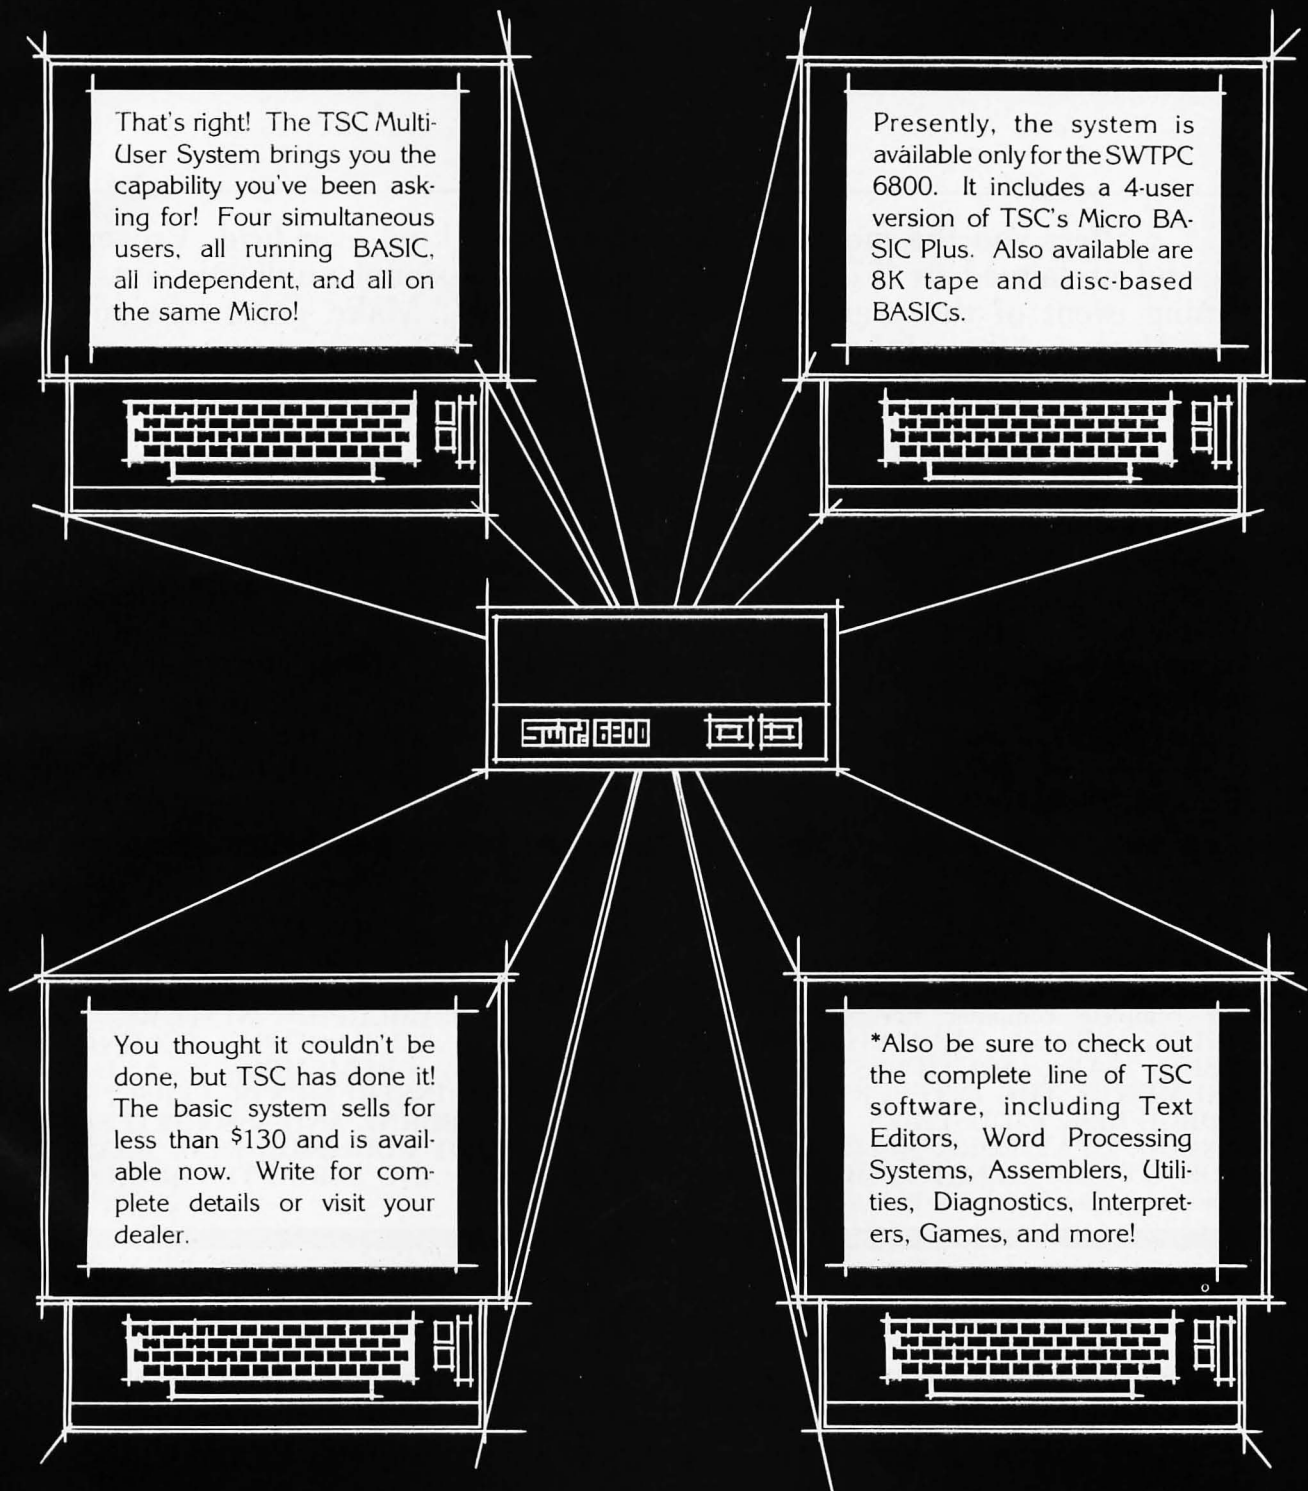 That's right! The TSC Multi-
User System brings you the
capability you've been ask-
ing for! Four simultaneous
users, all running BASIC,
all independent, and all on
the same Micro!
Presently, the system is
available only for the SWTPC
6800. It includes a 4-user
version of TSC's Micro BA-
SIC Plus. Also available are
8K tape and disc-based
BASICs.
SWTPC 6800
You thought it couldn't be
done, but TSC has done it!
The basic system sells for
less than $130 and is avail-
able now. Write for com-
plete details or visit your
dealer.
*Also be sure to check out
the complete line of TSC
software, including Text
Editors, Word Processing
Systems, Assemblers, Utili-
ties, Diagnostics, Interpret-
ers, Games, and more!